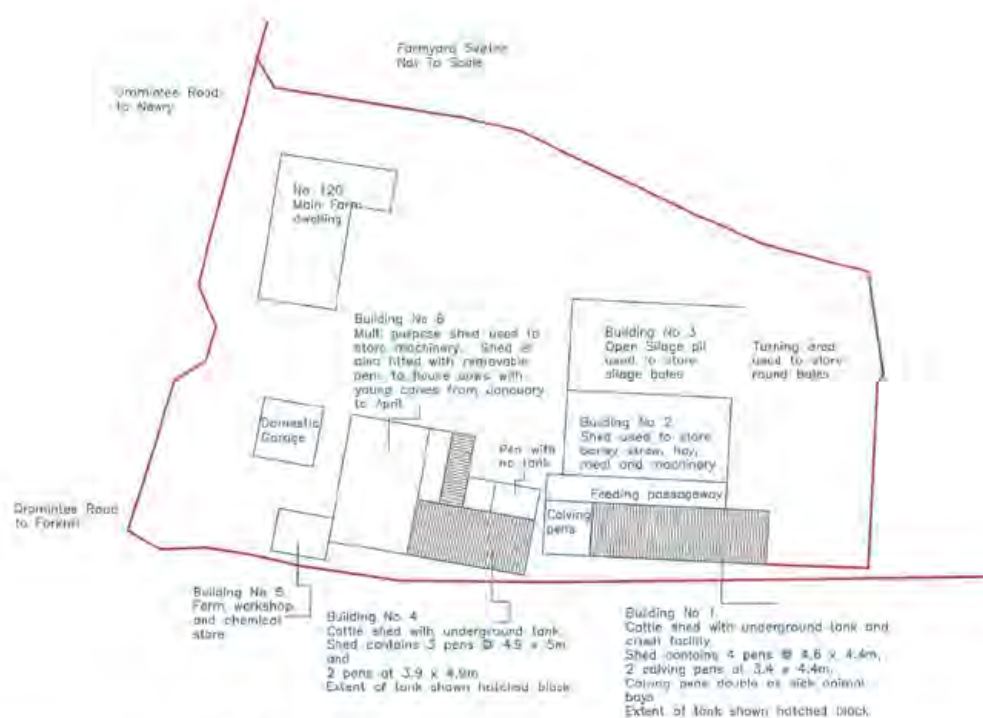 Farmyard Skecth
Not To Scale
Dromintee Road
to Newry
No 120
Main Farm
dwelling
Building No 6
Multi purpose shed used to
store machinery. Shed is
also fitted with removable
pens to house cows with
young calves from January
to April
Building No 3
Open Silage pit
used to store
silage bales
Turning area
used to store
round bales
Domestic
Garage
Pen with
no tank
Building No 2
Shed used to store
barley straw, hay,
meal and machinery
Feeding passageway
Calving
pens
Dromintee Road
to Forkhill
Building No 5
Farm workshop
and chemical
store
Building No 4
Cattle shed with underground tank
Shed contains 3 pens @ 4.9 x 5m
and
2 pens at 3.9 x 4.9m
Extent of tank shown hatched black
Building No 1.
Cattle shed with underground tank and
crush facility
Shed contains 4 pens @ 4.6 x 4.4m,
2 calving pens at 3.4 x 4.4m,
Calving pens double as sick animal
bays
Extent of tank shown hatched black